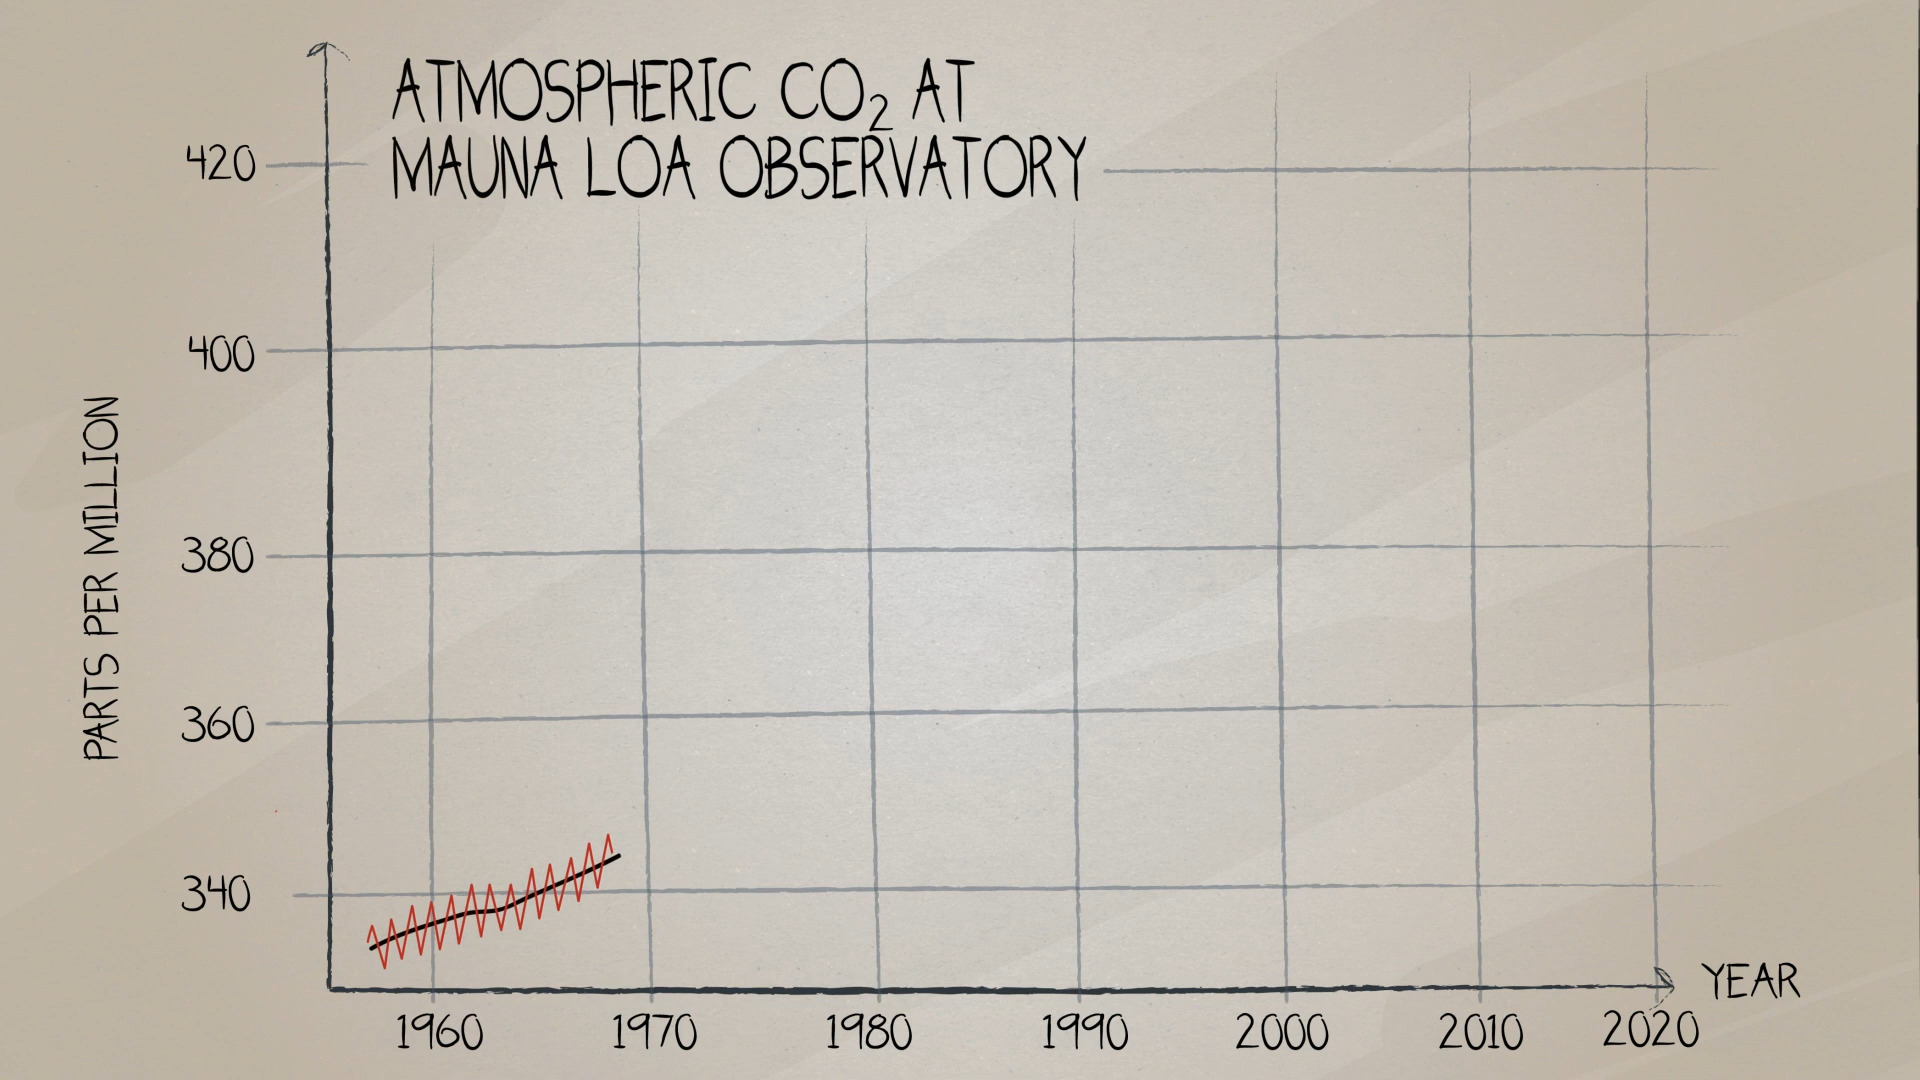 ATMOSPHERIC CO₂ AT
MAUNA LOA OBSERVATORY
420
400
380
360
340
PARTS PER MILLION
1960 1970 1980 1990 2000 2010 2020
YEAR